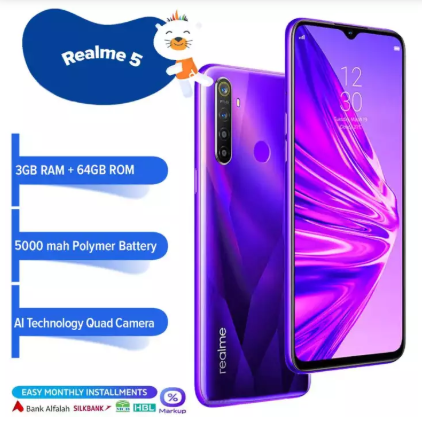 Realme 5
12
30
3GB RAM + 64GB ROM
5000 mah Polymer Battery
AI Technology Quad Camera
realme
EASY MONTHLY INSTALLMENTS
Bank Alfalah SILKBANK MCB HBL % Markup